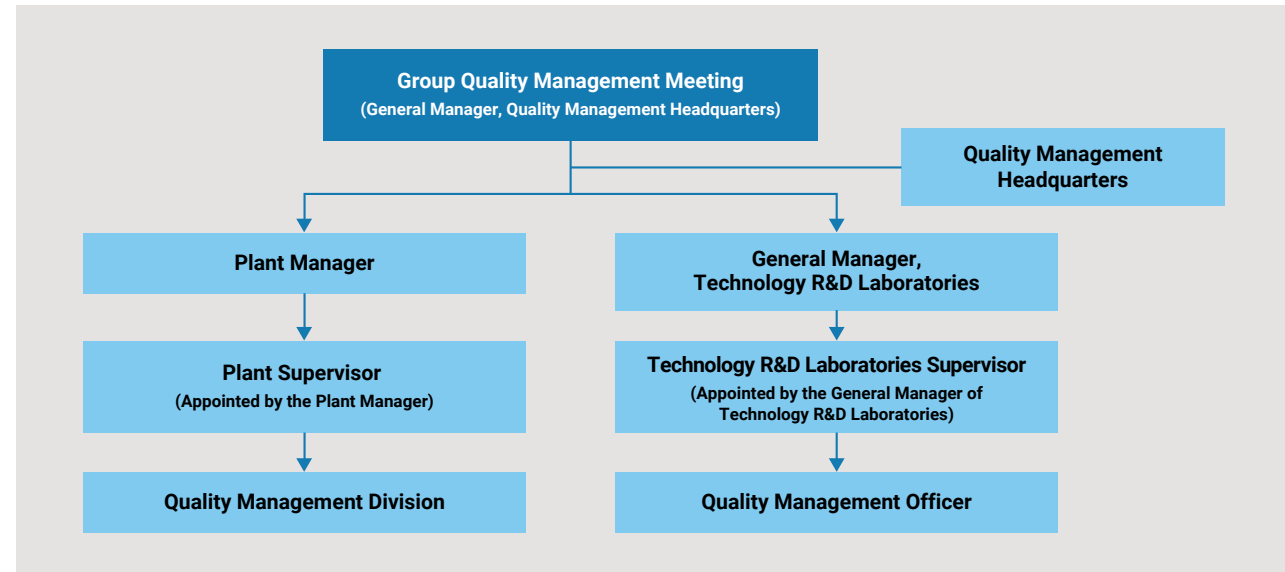 Group Quality Management Meeting
(General Manager, Quality Management Headquarters)
Quality Management
Headquarters
Plant Manager
General Manager,
Technology R&D Laboratories
Plant Supervisor
(Appointed by the Plant Manager)
Technology R&D Laboratories Supervisor
(Appointed by the General Manager of
Technology R&D Laboratories)
Quality Management Division
Quality Management Officer